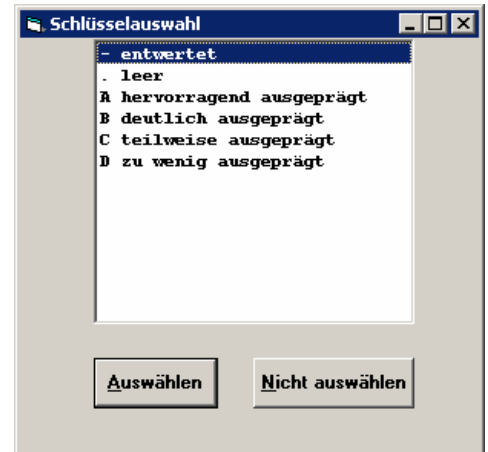 Schlüsselauswahl
- entwertet
. leer
A hervorragend ausgeprägt
B deutlich ausgeprägt
C teilweise ausgeprägt
D zu wenig ausgeprägt
Auswählen Nicht auswählen